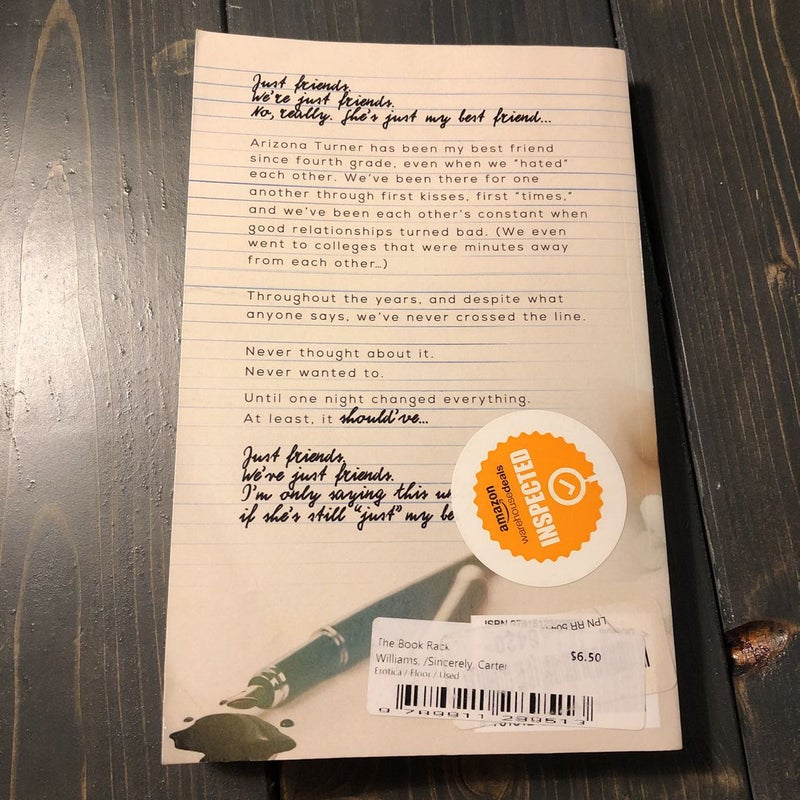 Just friends.
We're just friends.
No, really. She's just my best friend...
Arizona Turner has been my best friend
since fourth grade, even when we "hated"
each other. We've been there for one
another through first kisses, first "times,"
and we've been each other's constant when
good relationships turned bad. (We even
went to colleges that were minutes away
from each other...)
Throughout the years, and despite what
anyone says, we've never crossed the line.
Never thought about it.
Never wanted to.
Until one night changed everything.
At least, it should've...
Just friends.
We've just friends.
I'm only saying this
if she's still "just" my
amazon
warehousedeals
INSPECTED
LPN RR
The Book Rack
Williams, /Sincerely, Carter
$6.50
Erotica / Floor / Used